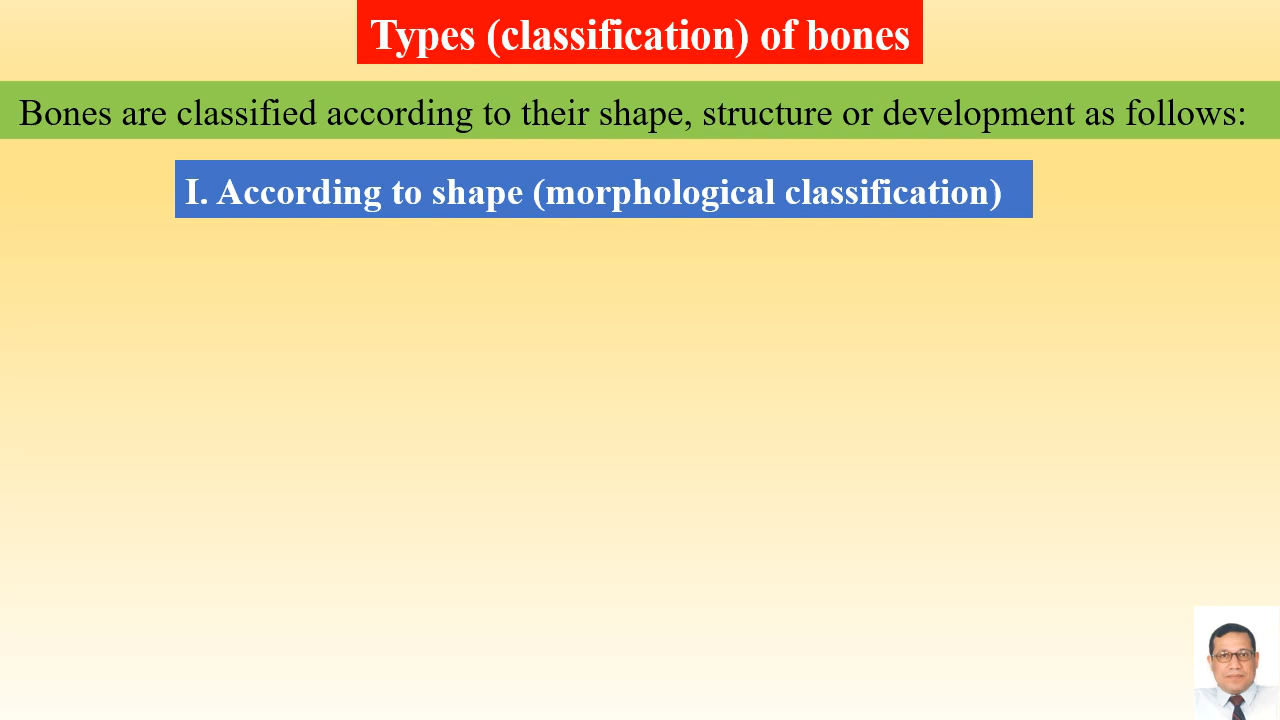 Types (classification) of bones
Bones are classified according to their shape, structure or development as follows:
I. According to shape (morphological classification)